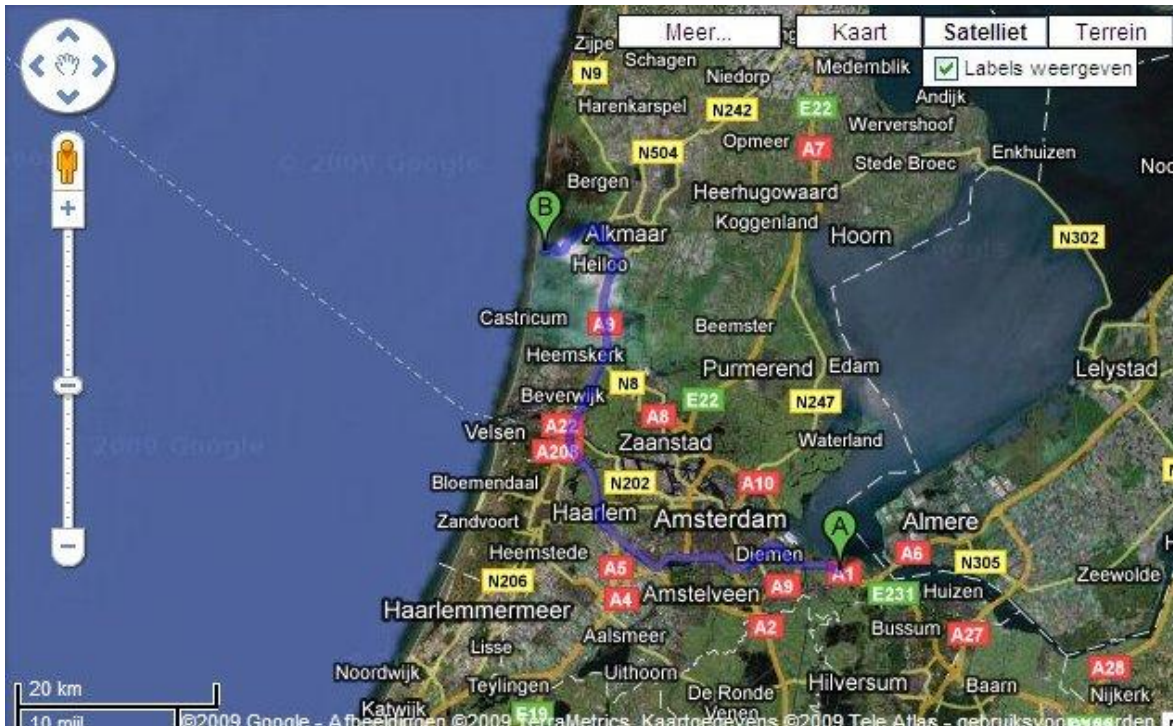 Meer...
Kaart
Satelliet
Terrein
Labels weergeven
Zijpe
Schagen
Niedorp
Medemblik
N9
Harenkarspel
N242
E22
Andijk
Opmeer
A7
Wervershoof
N504
Stede Broec
Enkhuizen
Bergen
Heerhugowaard
© 2009 Google
B
Koggenland
Alkmaar
Hoorn
N302
Heiloo
Castricum
A9
Beemster
Heemskerk
Purmerend
Edam
Lelystad
N8
Beverwijk
E22
N247
A8
Velsen
A22
Zaanstad
Waterland
© 2009 Google
A208
Bloemendaal
N202
A10
Haarlem
Amsterdam
A
Almere
Zandvoort
Heemstede
Diemen
A6
N305
A5
A1
Zeewolde
N206
A4
Amstelveen
A9
E231
Huizen
Haarlemmermeer
Aalsmeer
A2
Bussum
A27
Lisse
Noordwijk
Uithoorn
A28
Teylingen
De Ronde Venen
Hilversum
Baarn
Nijkerk
Katwijk
E19
20 km
10 mijl
©2009 Google - Afbeeldingen ©2009 TerraMetrics, Kaartgegevens ©2009 Tele Atlas - gebruiksvoorwaarden